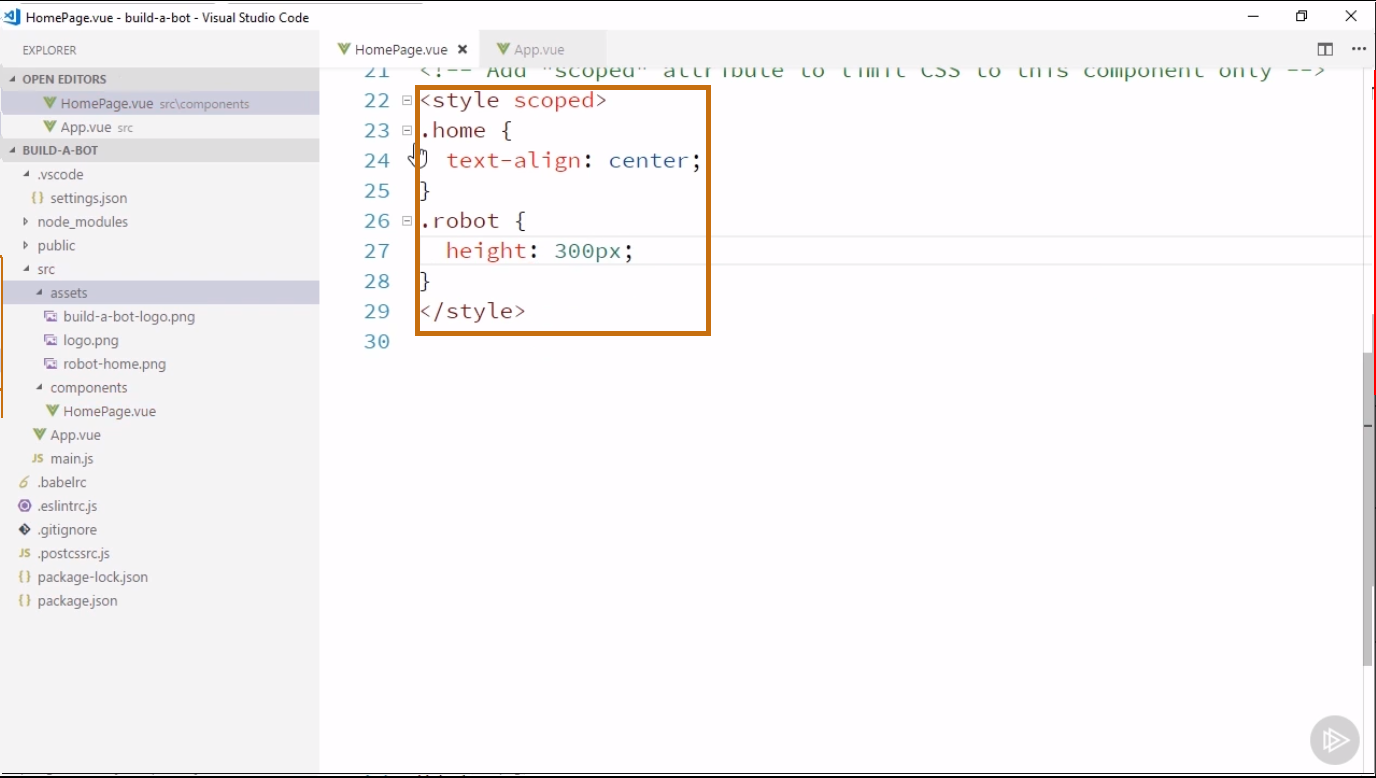 HomePage.vue - build-a-bot - Visual Studio Code
EXPLORER
OPEN EDITORS
HomePage.vue src\components
App.vue src
BUILD-A-BOT
.vscode
{} settings.json
node_modules
public
src
assets
build-a-bot-logo.png
logo.png
robot-home.png
components
HomePage.vue
App.vue
JS main.js
.babelrc
.eslintrc.js
.gitignore
JS .postcssrc.js
{} package-lock.json
{} package.json
HomePage.vue App.vue
21 <!-- Add "scoped" attribute to limit CSS to this component only -->
22 <style scoped>
23 .home {
24 text-align: center;
25 }
26 .robot {
27 height: 300px;
28 }
29 </style>
30